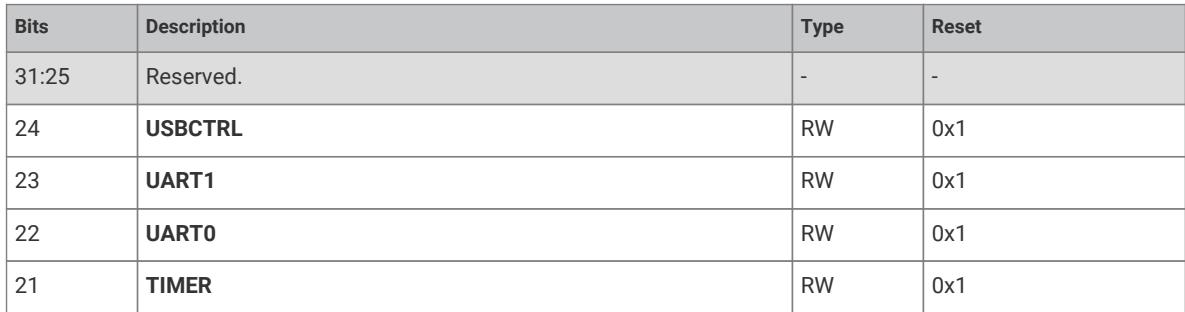 Bits Description Type Reset
31:25 Reserved. - -
24 USBCTRL RW 0x1
23 UART1 RW 0x1
22 UART0 RW 0x1
21 TIMER RW 0x1